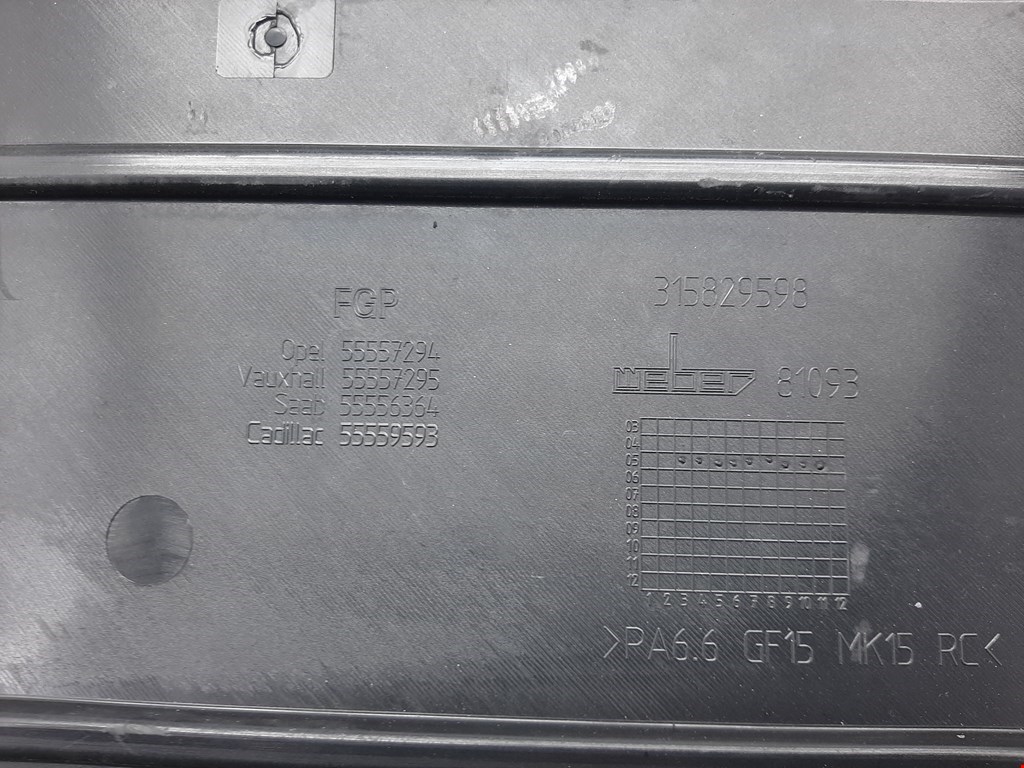 FGP
Opel 55557294
Vauxhall 55557295
Saab 55556364
Cadillac 55559593
315829598
weber 81093
03
04
05
06
07
08
09
10
11
12
1 2 3 4 5 6 7 8 9 10 11 12
>PA6.6 GF15 MK15 RC<